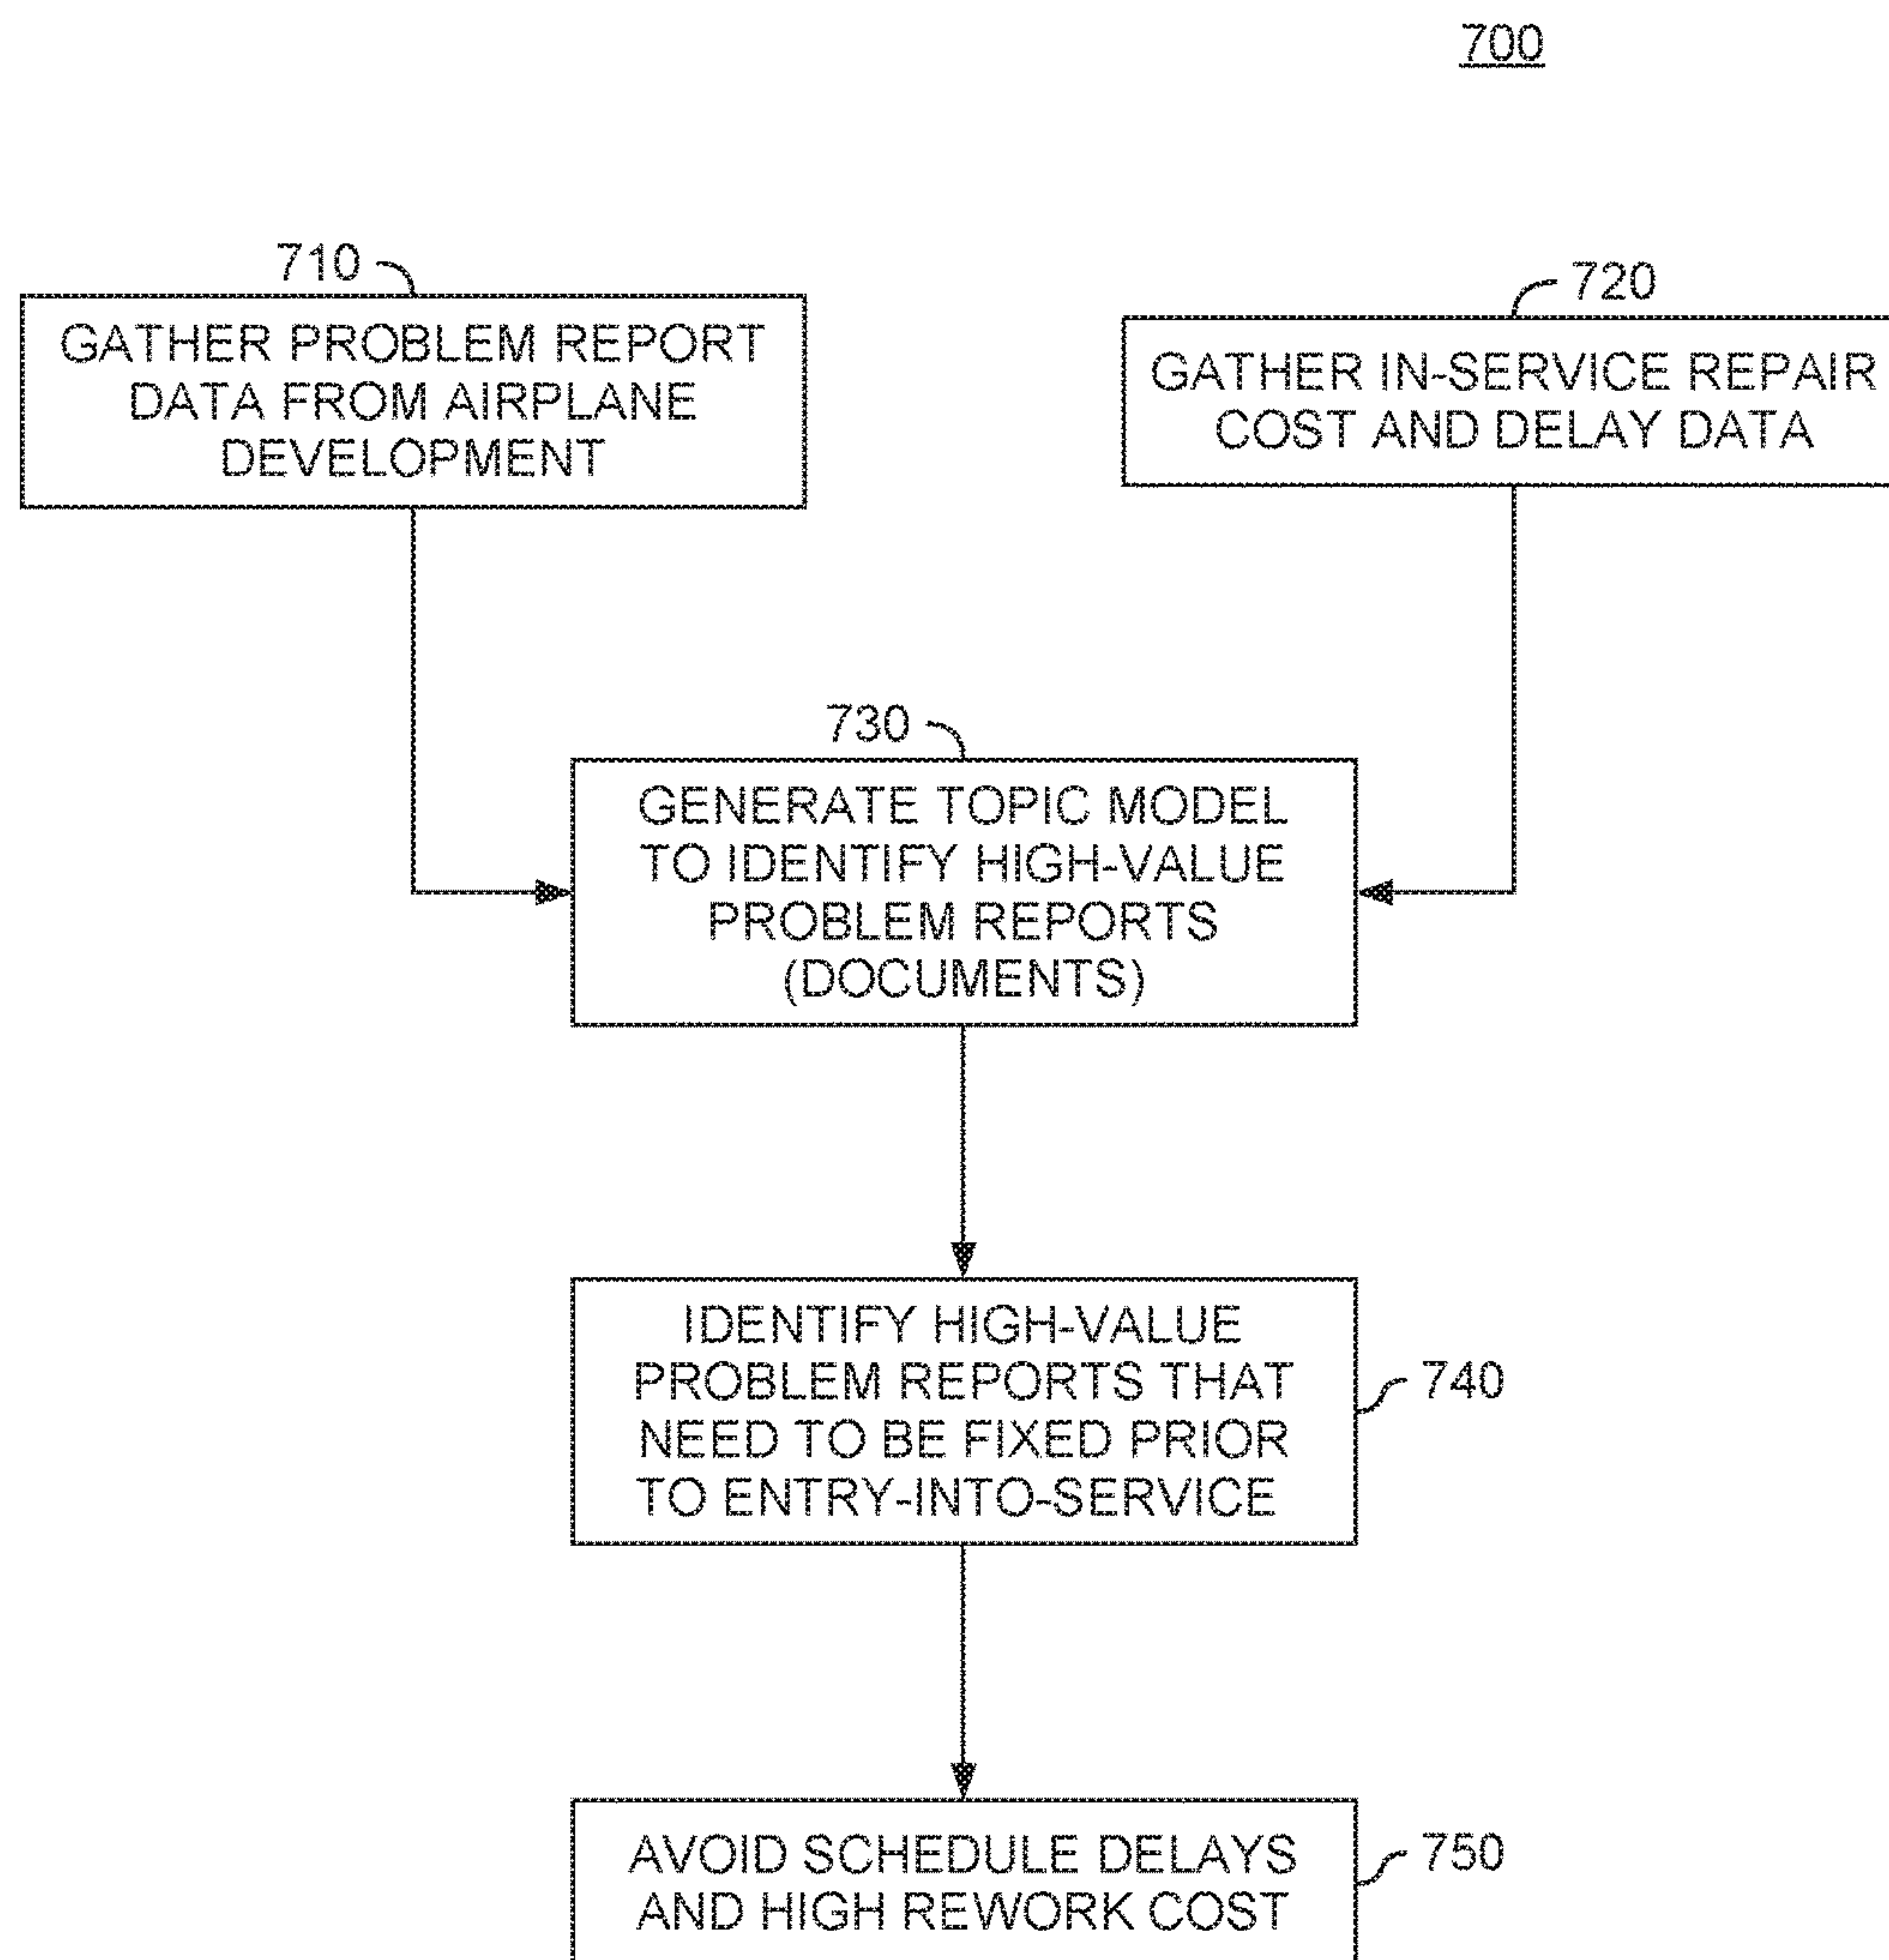 700
710
GATHER PROBLEM REPORT
DATA FROM AIRPLANE
DEVELOPMENT
720
GATHER IN-SERVICE REPAIR
COST AND DELAY DATA
730
GENERATE TOPIC MODEL
TO IDENTIFY HIGH-VALUE
PROBLEM REPORTS
(DOCUMENTS)
IDENTIFY HIGH-VALUE
PROBLEM REPORTS THAT
NEED TO BE FIXED PRIOR
TO ENTRY-INTO-SERVICE
740
AVOID SCHEDULE DELAYS
AND HIGH REWORK COST
750